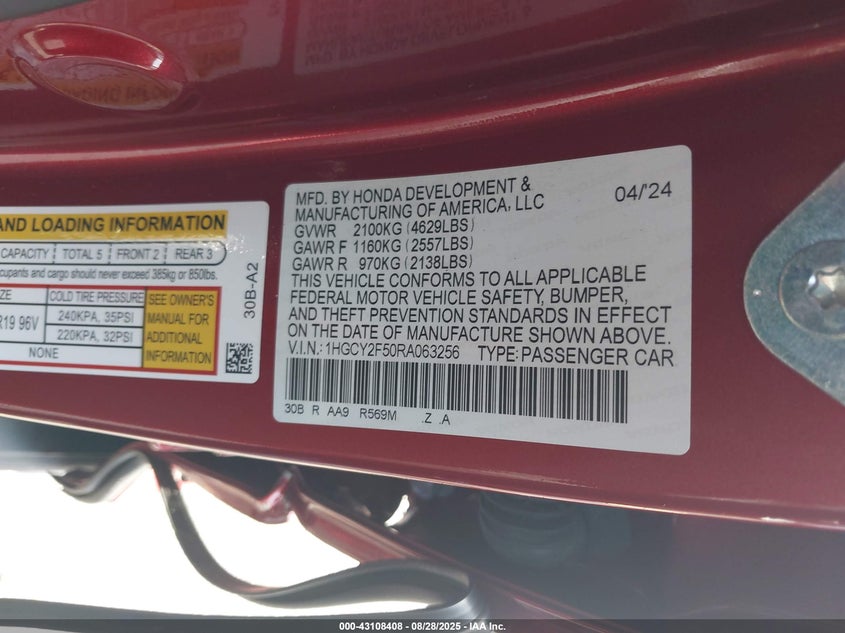 AND LOADING INFORMATION
CAPACITY TOTAL 5 FRONT 2 REAR 3
cupants and cargo should never exceed 385kg or 850lbs.
ZE COLD TIRE PRESSURE SEE OWNER'S MANUAL FOR ADDITIONAL INFORMATION
R19 96V 240KPA, 35PSI
220KPA, 32PSI
NONE
30B-A2
MFD. BY HONDA DEVELOPMENT & 04/24
MANUFACTURING OF AMERICA, LLC
GVWR 2100KG (4629LBS)
GAWR F 1160KG (2557LBS)
GAWR R 970KG (2138LBS)
THIS VEHICLE CONFORMS TO ALL APPLICABLE
FEDERAL MOTOR VEHICLE SAFETY, BUMPER,
AND THEFT PREVENTION STANDARDS IN EFFECT
ON THE DATE OF MANUFACTURE SHOWN ABOVE.
V.I.N.: 1HGCY2F50RA063256 TYPE: PASSENGER CAR
30B R AA9 R569M .Z .A
000-43108408 | 08/28/2025 - IAA Inc.